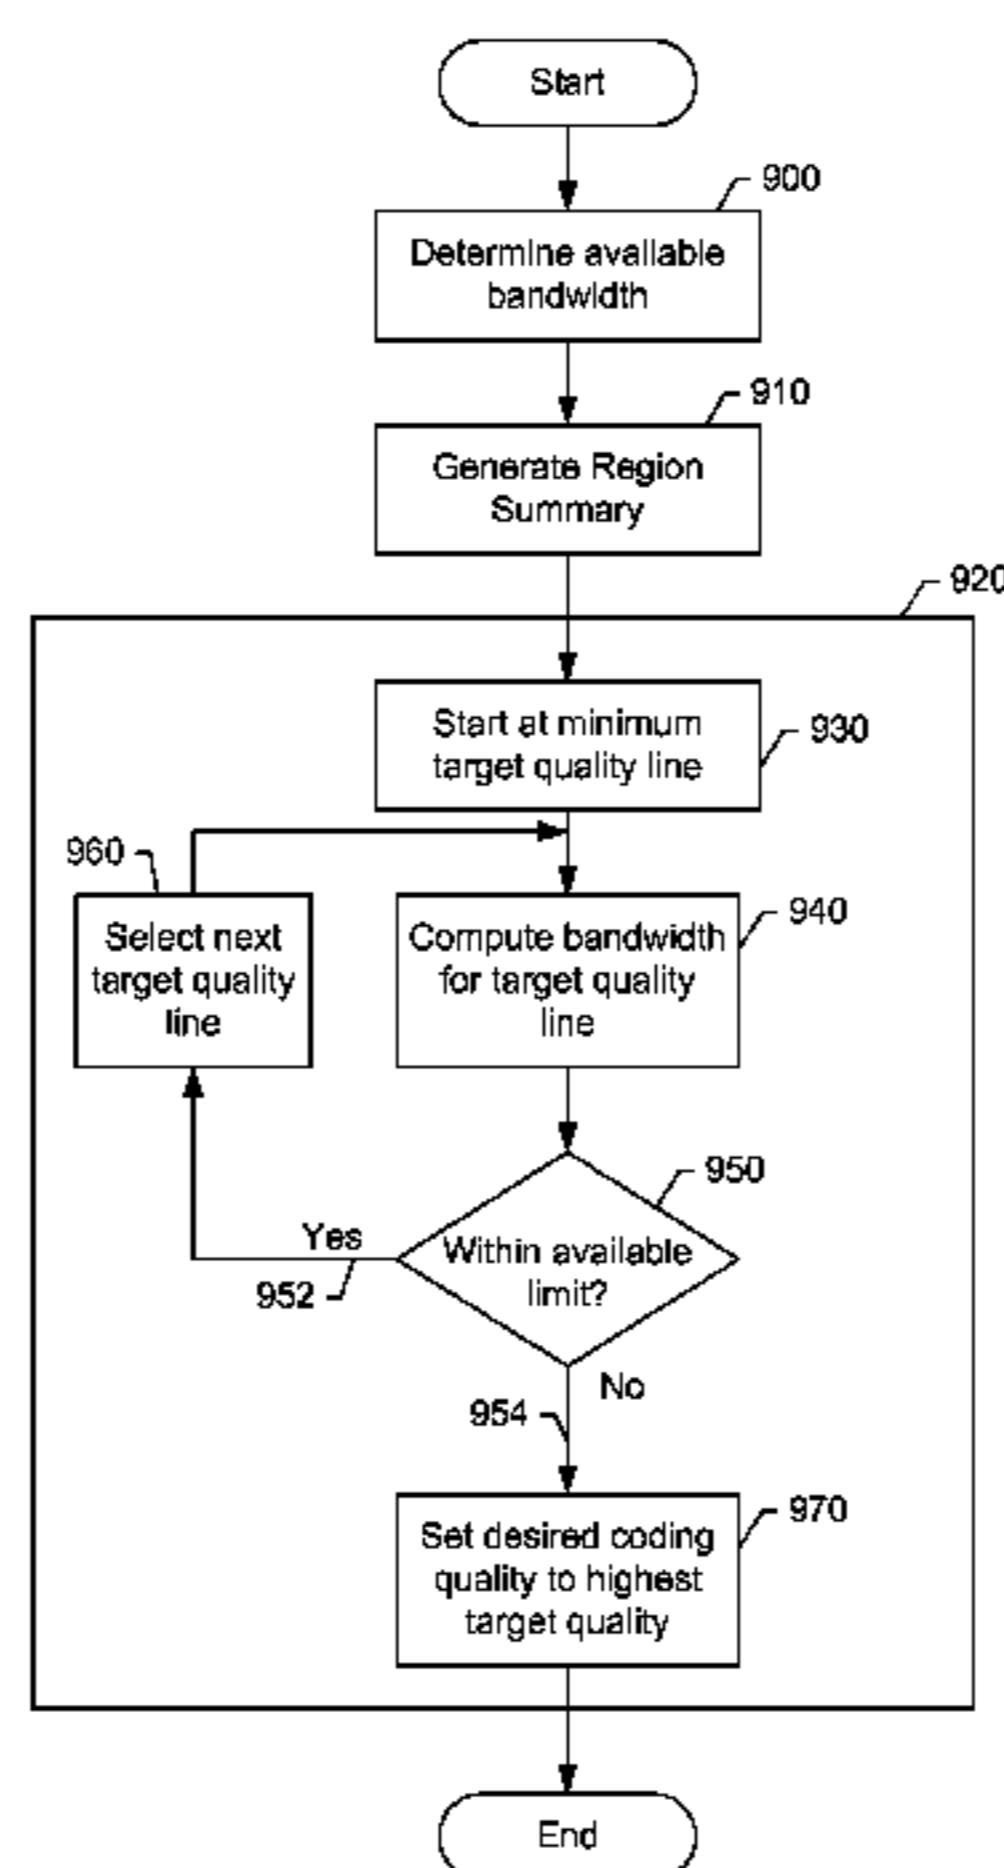 Start
900
Determine available
bandwidth
910
Generate Region
Summary
920
Start at minimum
target quality line
930
960
Select next
target quality
line
Compute bandwidth
for target quality
line
940
950
Within available
limit?
Yes
952
No
954
Set desired coding
quality to highest
target quality
970
End